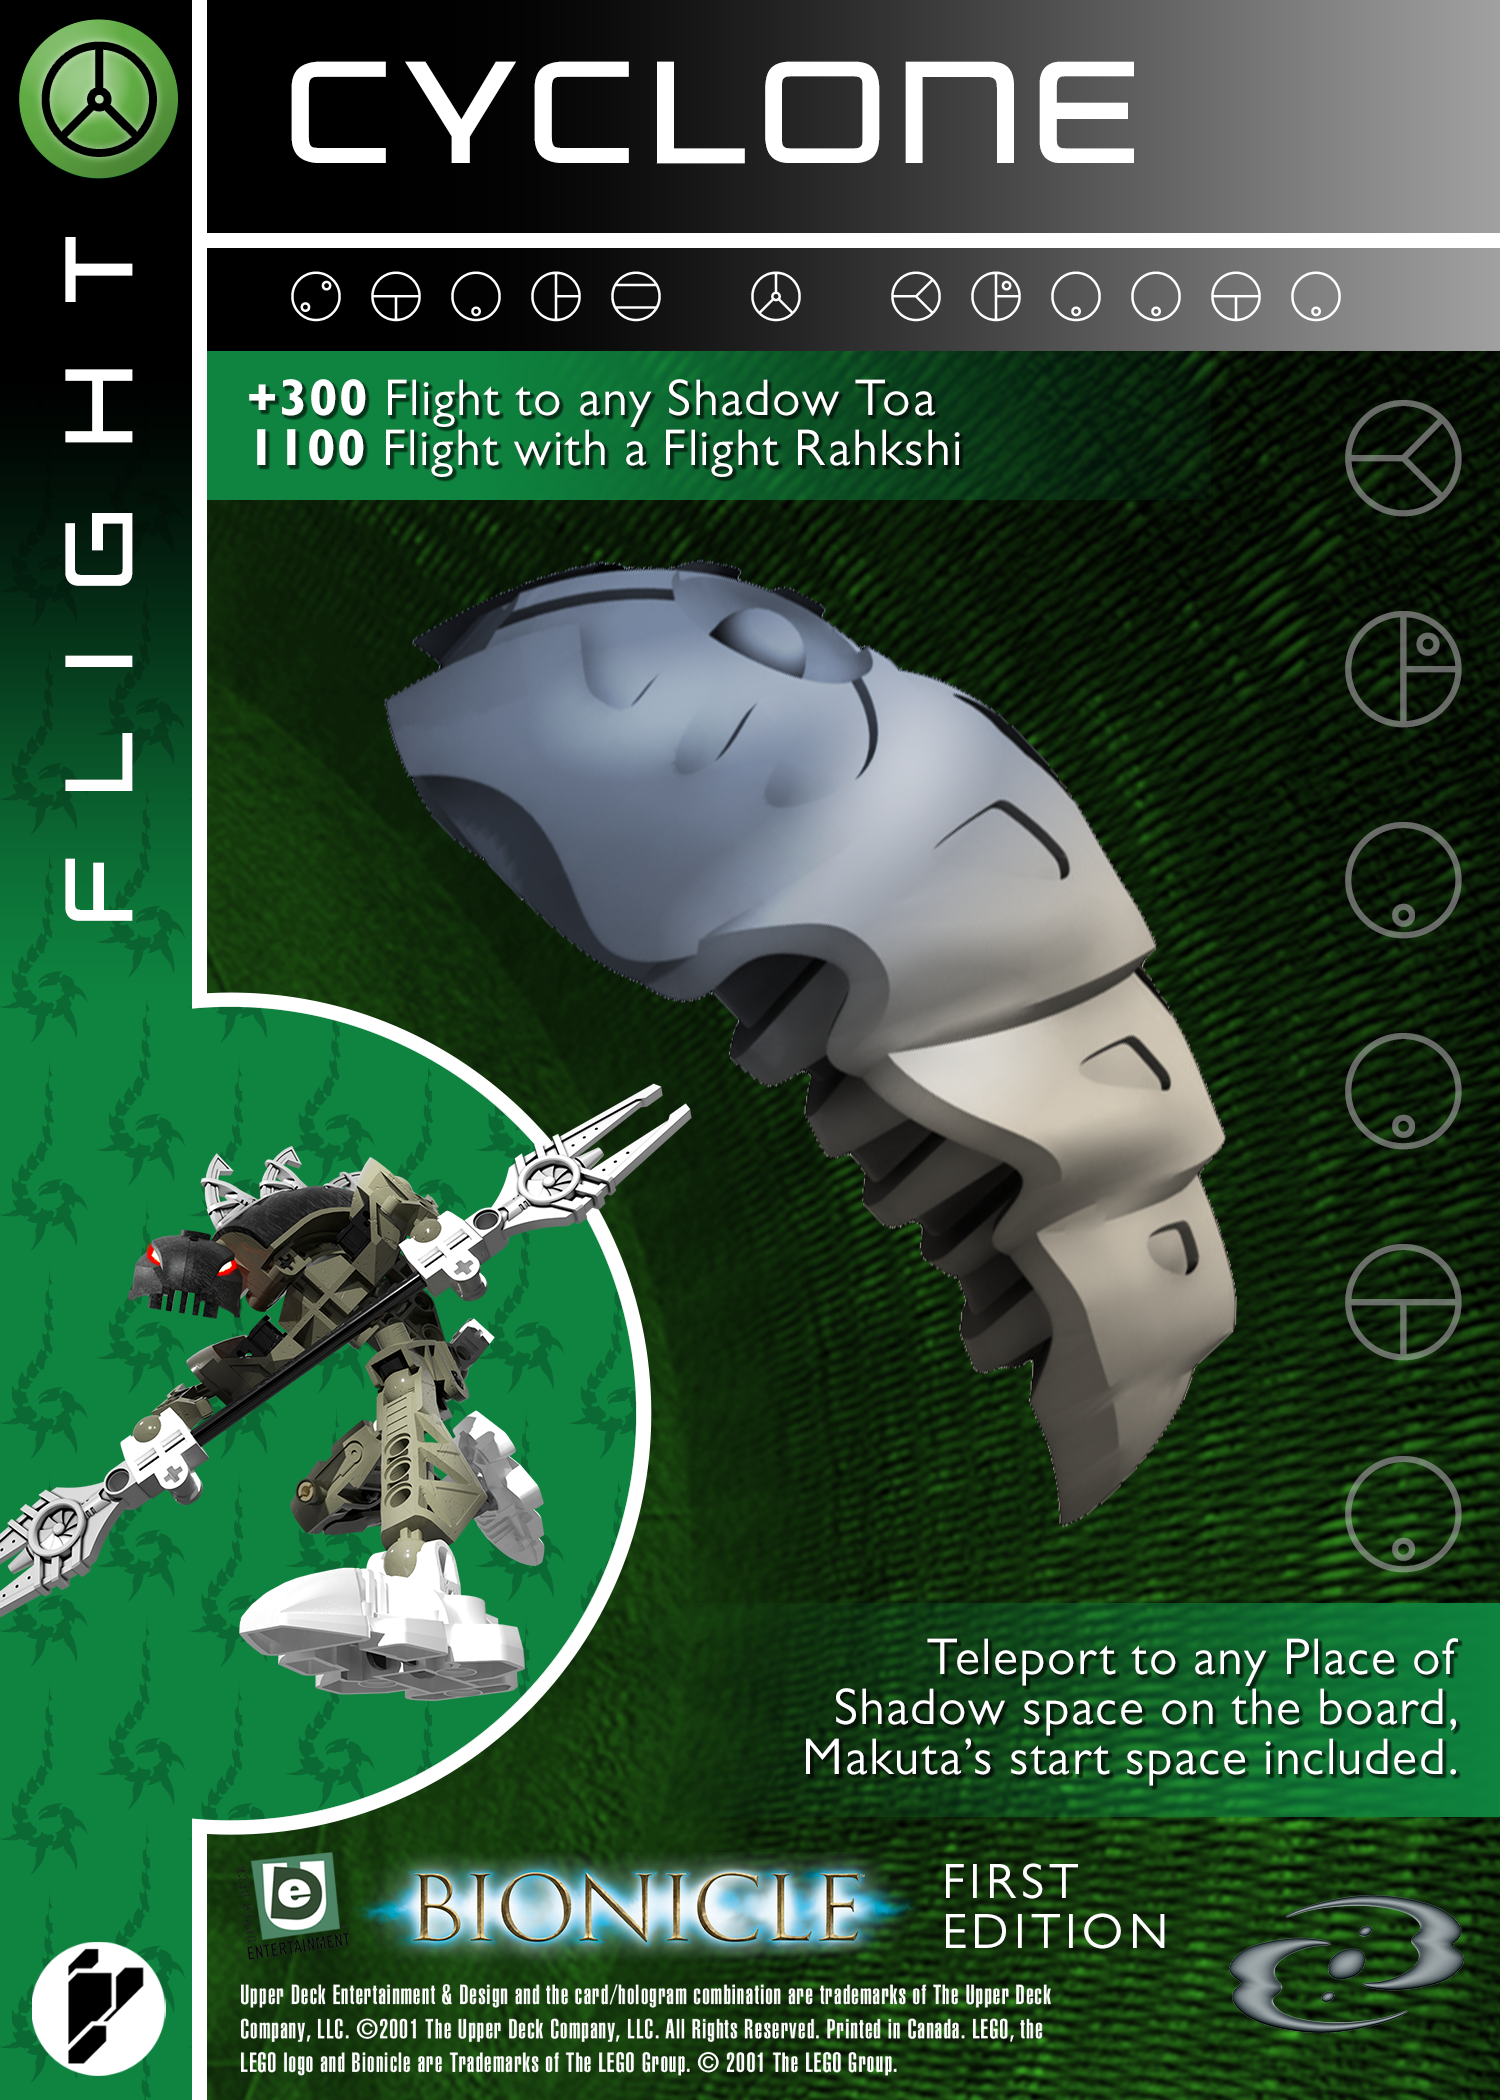 CYCLONE
FLIGHT
+300 Flight to any Shadow Toa
1100 Flight with a Flight Rahkshi
Teleport to any Place of
Shadow space on the board,
Makuta's start space included.
e
ENTERTAINMENT
BIONICLE
FIRST
EDITION
Upper Deck Entertainment & Design and the card/hologram combination are trademarks of The Upper Deck
Company, LLC. ©2001 The Upper Deck Company, LLC. All Rights Reserved. Printed in Canada. LEGO, the
LEGO logo and Bionicle are Trademarks of The LEGO Group. © 2001 The LEGO Group.